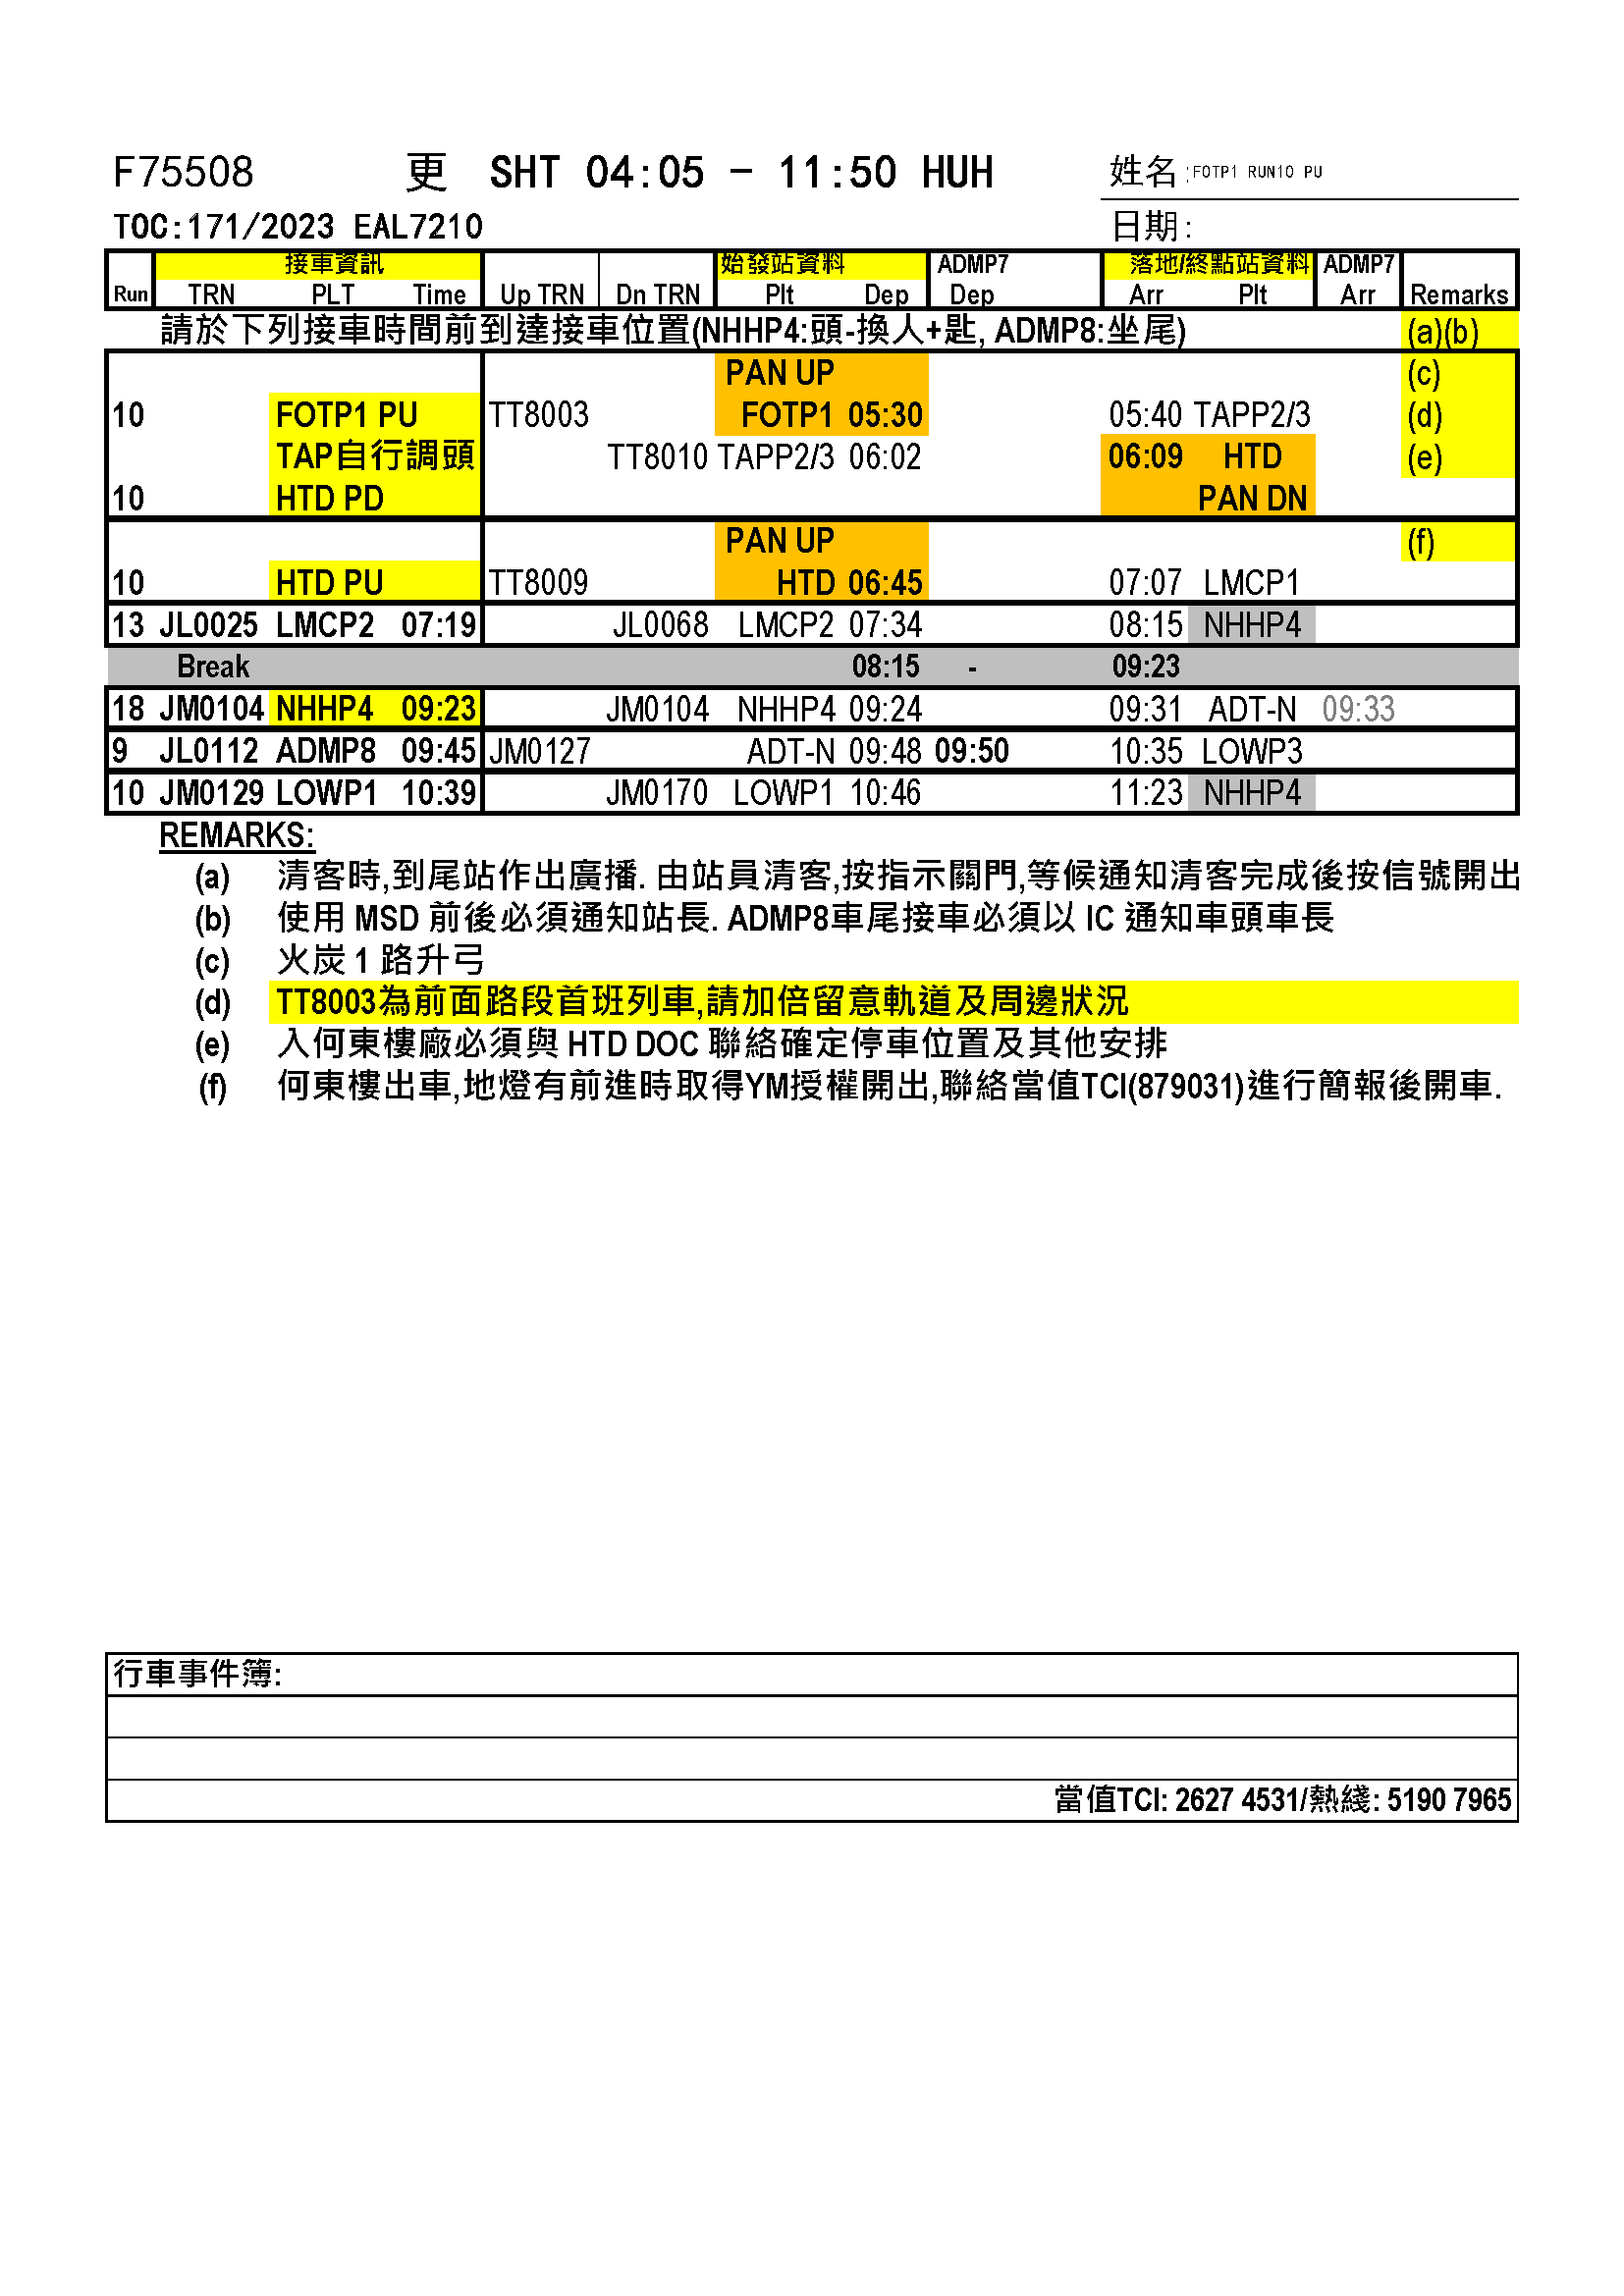 F75508 更 SHT 04:05 - 11:50 HUH 姓名:FOTP1 RUN10 PU
TOC:171/2023 EAL7210 日期:
接車資訊 始發站資料 ADMP7 落地/終點站資料 ADMP7
Run TRN PLT Time Up TRN Dn TRN Plt Dep Dep Arr Plt Arr Remarks
請於下列接車時間前到達接車位置(NHHP4:頭-換人+匙, ADMP8:坐尾) (a)(b)
PAN UP (c)
10 FOTP1 PU TT8003 FOTP1 05:30 05:40 TAPP2/3 (d)
TAP自行調頭 TT8010 TAPP2/3 06:02 06:09 HTD (e)
10 HTD PD PAN DN
PAN UP (f)
10 HTD PU TT8009 HTD 06:45 07:07 LMCP1
13 JL0025 LMCP2 07:19 JL0068 LMCP2 07:34 08:15 NHHP4
Break 08:15 - 09:23
18 JM0104 NHHP4 09:23 JM0104 NHHP4 09:24 09:31 ADT-N 09:33
9 JL0112 ADMP8 09:45 JM0127 ADT-N 09:48 09:50 10:35 LOWP3
10 JM0129 LOWP1 10:39 JM0170 LOWP1 10:46 11:23 NHHP4
REMARKS:
(a) 清客時,到尾站作出廣播. 由站員清客,按指示關門,等候通知清客完成後按信號開出
(b) 使用 MSD 前後必須通知站長. ADMP8車尾接車必須以 IC 通知車頭車長
(c) 火炭 1 路升弓
(d) TT8003為前面路段首班列車,請加倍留意軌道及周邊狀況
(e) 入何東樓廠必須與 HTD DOC 聯絡確定停車位置及其他安排
(f) 何東樓出車,地燈有前進時取得YM授權開出,聯絡當值TCI(879031)進行簡報後開車.
行車事件簿:
當值TCI: 2627 4531/熱綫: 5190 7965